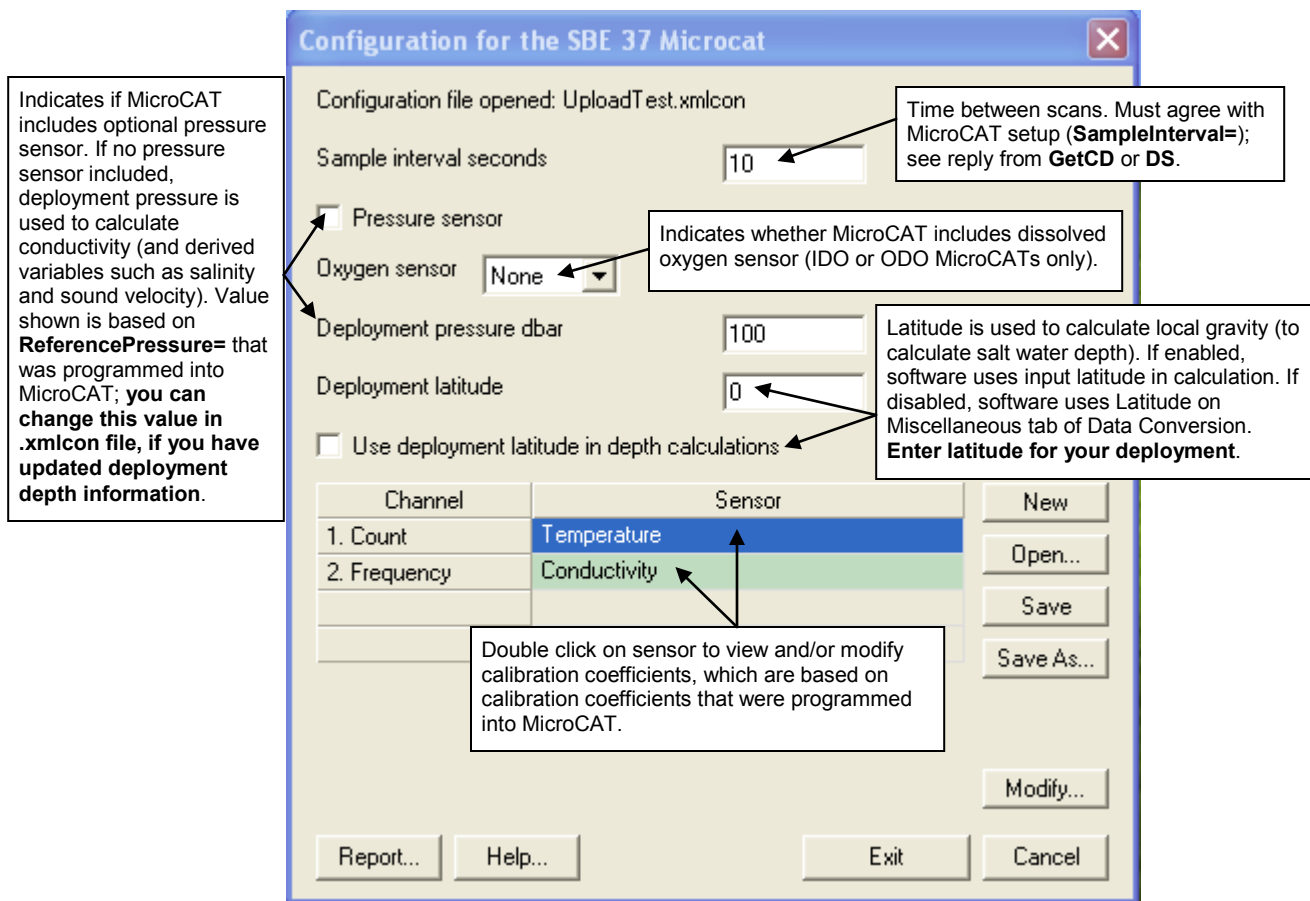 Configuration for the SBE 37 Microcat
Indicates if MicroCAT
includes optional pressure
sensor. If no pressure
sensor included,
deployment pressure is
used to calculate
conductivity (and derived
variables such as salinity
and sound velocity). Value
shown is based on
ReferencePressure= that
was programmed into
MicroCAT; you can
change this value in
.xmlcon file, if you have
updated deployment
depth information.
Configuration file opened: UploadTest.xmlcon
Sample interval seconds
10
Time between scans. Must agree with
MicroCAT setup (SampleInterval=);
see reply from GetCD or DS.
Pressure sensor
Oxygen sensor
None
Indicates whether MicroCAT includes dissolved
oxygen sensor (IDO or ODO MicroCATs only).
Deployment pressure dbar
100
Deployment latitude
0
Use deployment latitude in depth calculations
Latitude is used to calculate local gravity (to
calculate salt water depth). If enabled,
software uses input latitude in calculation. If
disabled, software uses Latitude on
Miscellaneous tab of Data Conversion.
Enter latitude for your deployment.
Channel Sensor
1. Count Temperature
2. Frequency Conductivity
New
Open...
Save
Save As...
Double click on sensor to view and/or modify
calibration coefficients, which are based on
calibration coefficients that were programmed
into MicroCAT.
Modify...
Report... Help... Exit Cancel